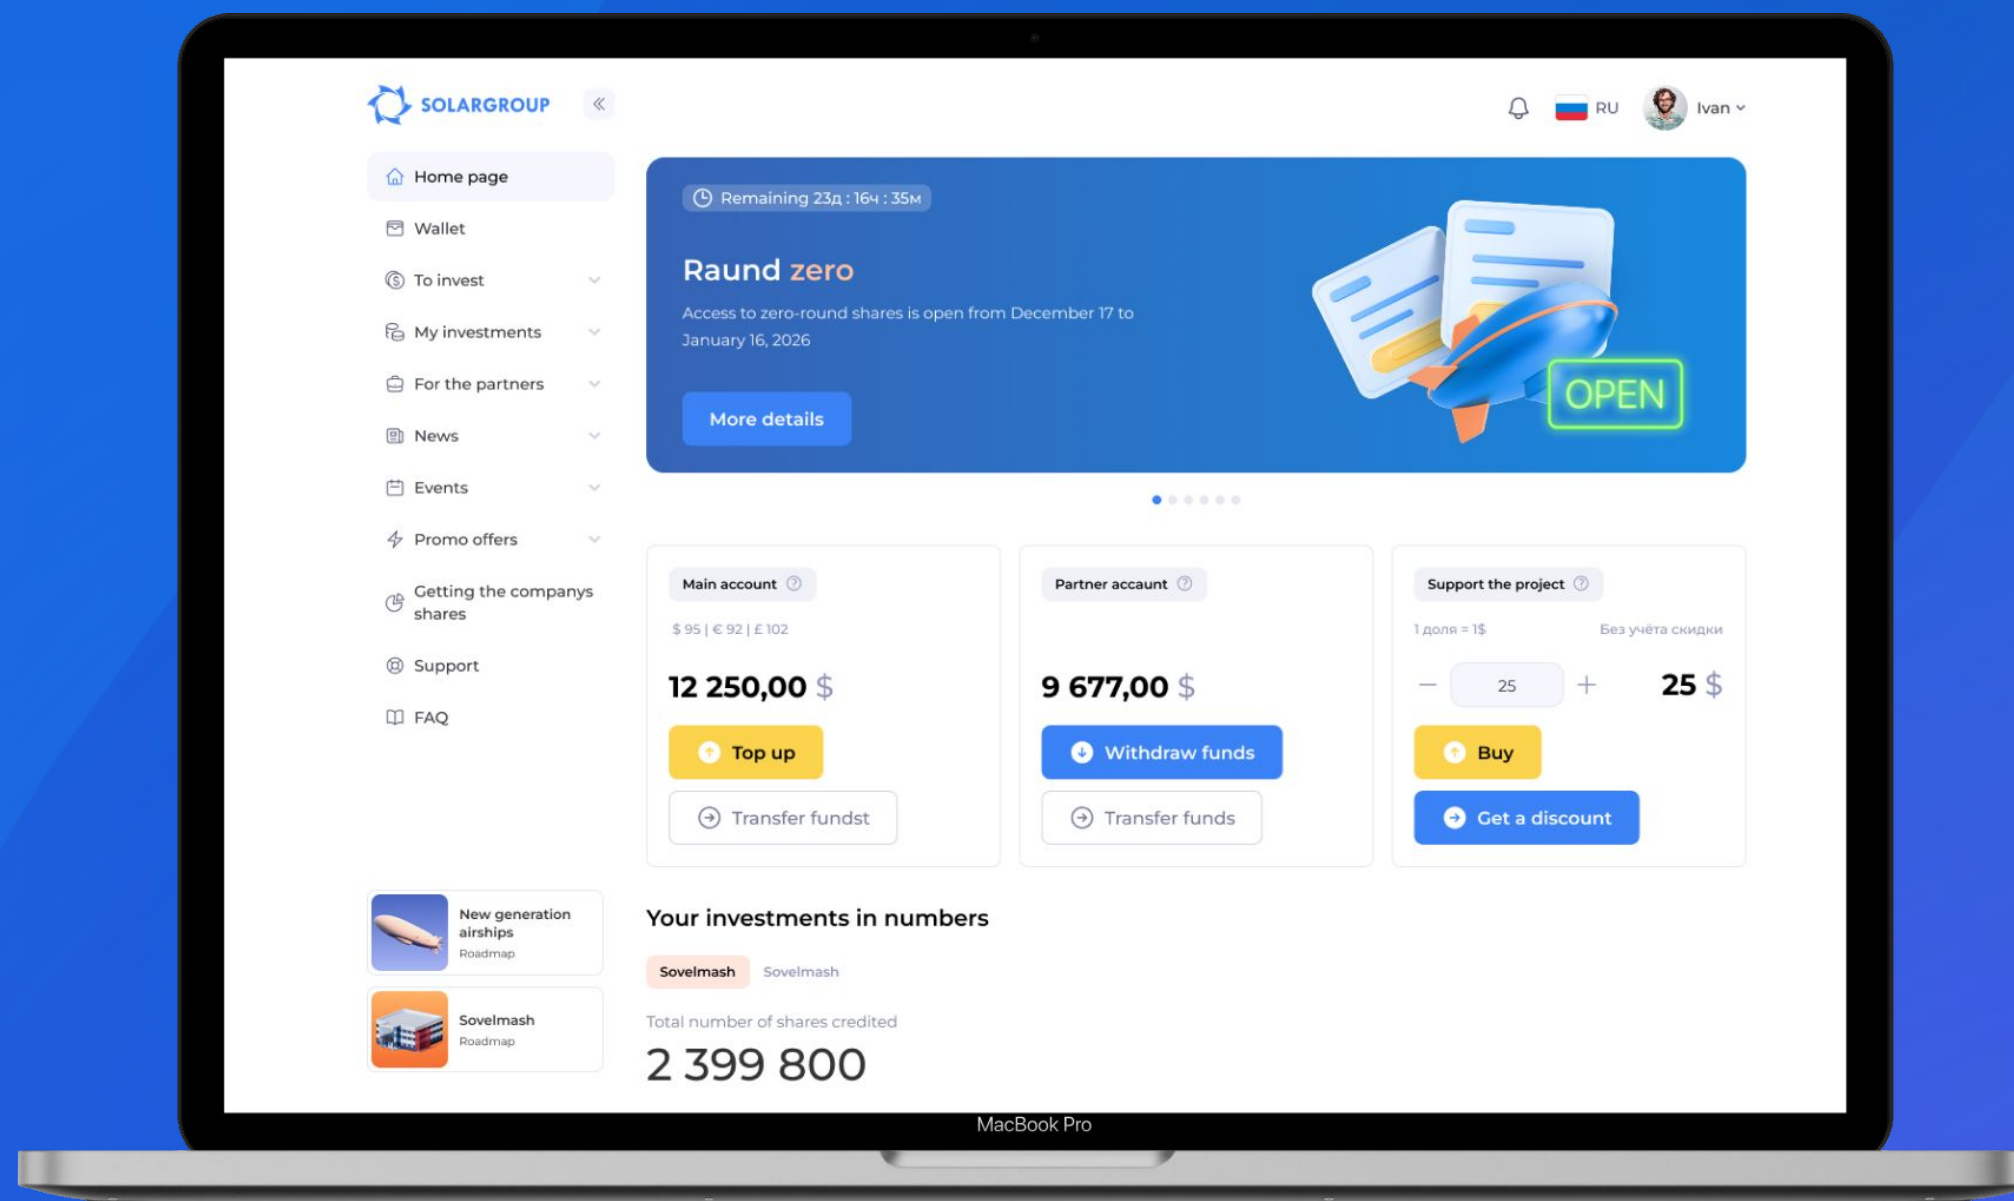 SOLARGROUP
RU
Ivan
Home page
Wallet
To invest
My investments
For the partners
News
Events
Promo offers
Getting the companys
shares
Support
FAQ
New generation
airships
Roadmap
Sovelmash
Roadmap
Remaining 23д : 16ч : 35м
Raund zero
Access to zero-round shares is open from December 17 to
January 16, 2026
More details
OPEN
Main account
$ 95 | € 92 | £ 102
12 250,00 $
Top up
Transfer fundst
Partner accaunt
9 677,00 $
Withdraw funds
Transfer funds
Support the project
1 доля = 1$ Без учёта скидки
25 25 $
Buy
Get a discount
Your investments in numbers
Sovelmash Sovelmash
Total number of shares credited
2 399 800
MacBook Pro